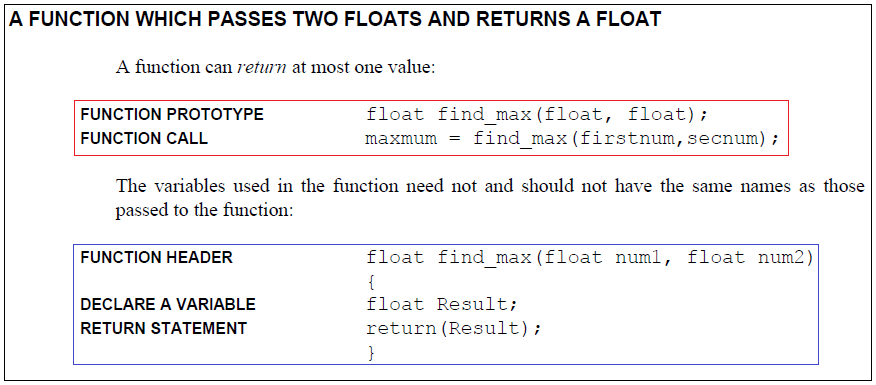 A FUNCTION WHICH PASSES TWO FLOATS AND RETURNS A FLOAT
A function can return at most one value:
FUNCTION PROTOTYPE float find_max(float, float);
FUNCTION CALL maxmum = find_max(firstnum,secnum);
The variables used in the function need not and should not have the same names as those
passed to the function:
FUNCTION HEADER float find_max(float num1, float num2)
{
DECLARE A VARIABLE float Result;
RETURN STATEMENT return(Result);
}